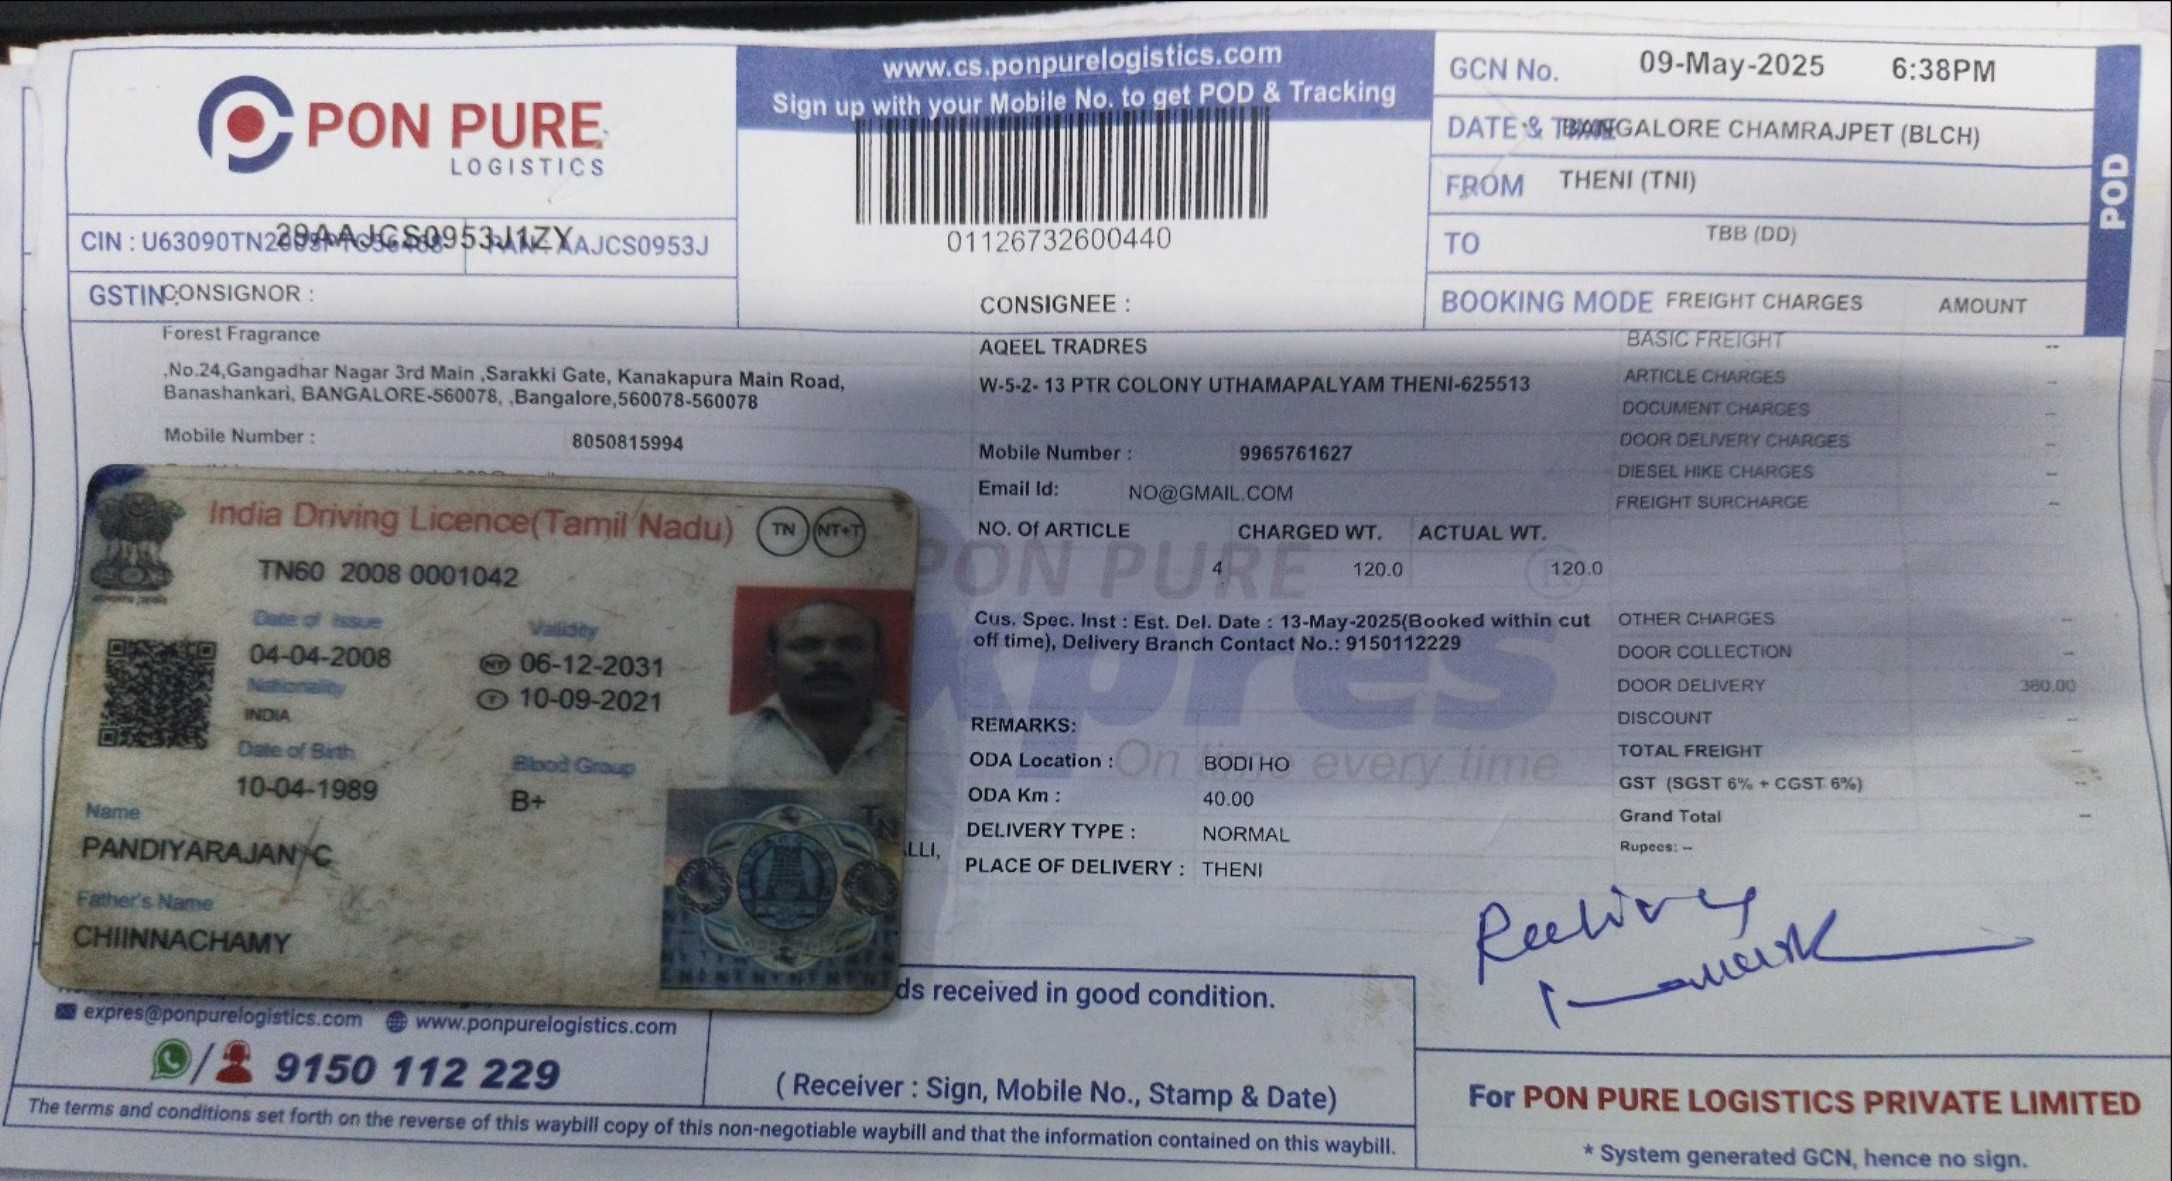 PON PURE
LOGISTICS
www.cs.ponpurelogistics.com
Sign up with your Mobile No. to get POD & Tracking
01126732600440
GCN No. 09-May-2025 6:38PM
DATE & TIME BANGALORE CHAMRAJPET (BLCH)
FROM THENI (TNI)
TO TBB (DD)
BOOKING MODE FREIGHT CHARGES AMOUNT
POD
CIN : U63090TN2 29AAJCS0953J1ZY AAJCS0953J
GSTIN : CONSIGNOR :
Forest Fragrance
,No.24,Gangadhar Nagar 3rd Main ,Sarakki Gate, Kanakapura Main Road,
Banashankari, BANGALORE-560078, ,Bangalore,560078-560078
Mobile Number : 8050815994
CONSIGNEE :
AQEEL TRADRES
W-5-2- 13 PTR COLONY UTHAMAPALYAM THENI-625513
Mobile Number : 9965761627
Email Id: NO@GMAIL.COM
NO. Of ARTICLE CHARGED WT. ACTUAL WT.
4 120.0 120.0
Cus. Spec. Inst : Est. Del. Date : 13-May-2025(Booked within cut
off time), Delivery Branch Contact No.: 9150112229
REMARKS:
ODA Location : BODI HO
ODA Km : 40.00
DELIVERY TYPE : NORMAL
PLACE OF DELIVERY : THENI
PON PURE
xpres
On time every time
BASIC FREIGHT --
ARTICLE CHARGES --
DOCUMENT CHARGES --
DOOR DELIVERY CHARGES --
DIESEL HIKE CHARGES --
FREIGHT SURCHARGE --
OTHER CHARGES --
DOOR COLLECTION --
DOOR DELIVERY 360.00
DISCOUNT --
TOTAL FREIGHT --
GST (SGST 6% + CGST 6%) --
Grand Total --
Rupees: --
India Driving Licence(Tamil Nadu) TN NT+T
TN60 2008 0001042
Date of Issue Validity
04-04-2008 NT 06-12-2031
Nationality T 10-09-2021
INDIA
Date of Birth Blood Group
10-04-1989 B+
Name
PANDIYARAJAN C
Father's Name
CHIINNACHAMY
LLI,
expres@ponpurelogistics.com www.ponpurelogistics.com
9150 112 229
ds received in good condition.
( Receiver : Sign, Mobile No., Stamp & Date)
The terms and conditions set forth on the reverse of this waybill copy of this non-negotiable waybill and that the information contained on this waybill.
For PON PURE LOGISTICS PRIVATE LIMITED
* System generated GCN, hence no sign.